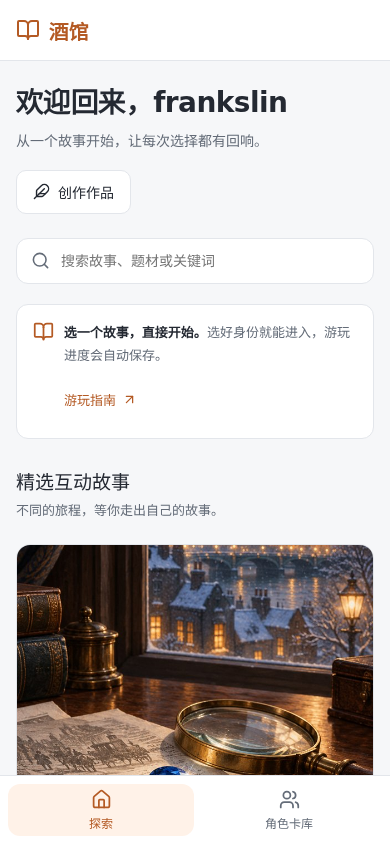 酒馆
欢迎回来，frankslin
从一个故事开始，让每次选择都有回响。
创作作品
搜索故事、题材或关键词
选一个故事，直接开始。选好身份就能进入，游玩
进度会自动保存。
游玩指南
精选互动故事
不同的旅程，等你走出自己的故事。
探索
角色卡库